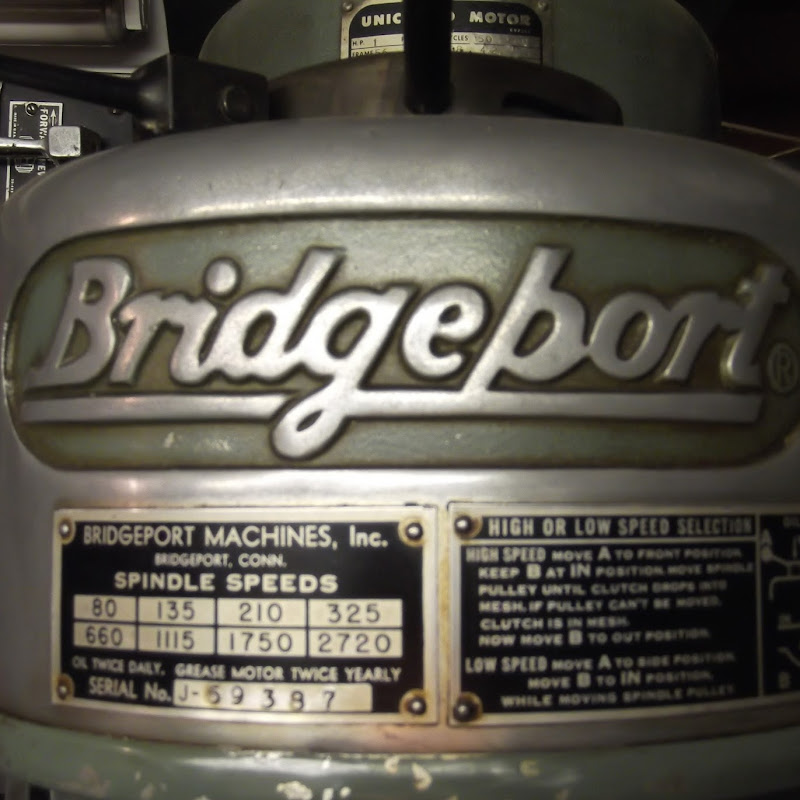 MOTOR
H.P. 1
CYCLES
Bridgeport ®
BRIDGEPORT MACHINES, Inc.
BRIDGEPORT, CONN.
SPINDLE SPEEDS
80 135 210 325
660 1115 1750 2720
OIL TWICE DAILY. GREASE MOTOR TWICE YEARLY
SERIAL No. J-59387
HIGH OR LOW SPEED SELECTION
HIGH SPEED MOVE A TO FRONT POSITION
KEEP B AT IN POSITION. MOVE SPINDLE
PULLEY UNTIL CLUTCH DROPS INTO
MESH. IF PULLEY CAN'T BE MOVED,
CLUTCH IS IN MESH.
NOW MOVE B TO OUT POSITION.
LOW SPEED MOVE A TO SIDE POSITION
MOVE B TO IN POSITION,
WHILE MOVING SPINDLE PULLEY.
A
B
B